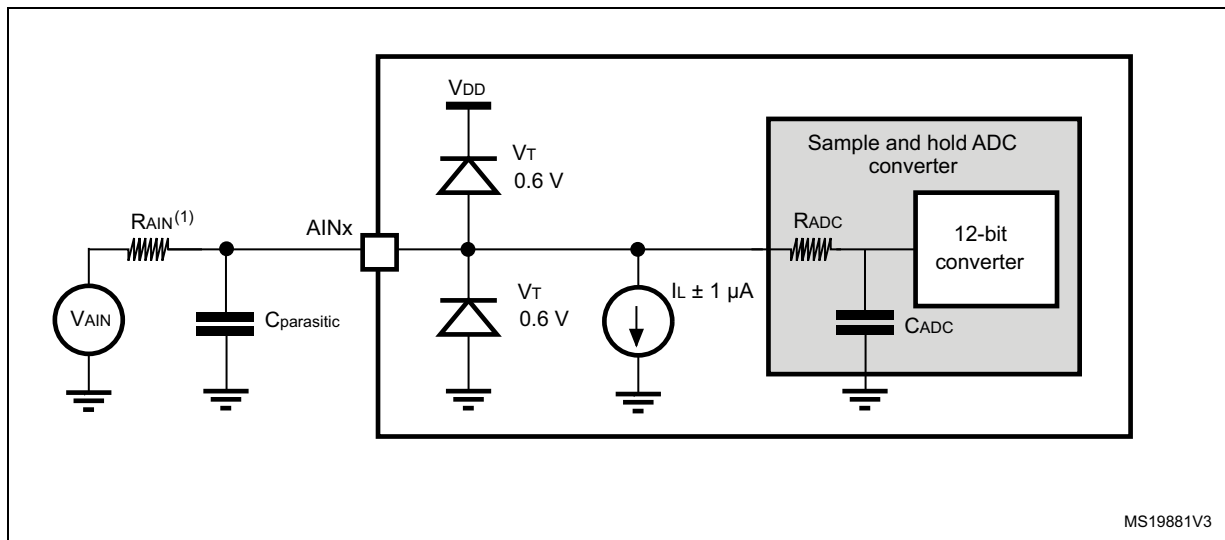 VDD
Sample and hold ADC
converter
VT
0.6 V
RAIN(1)
AINx
RADC
12-bit
converter
VT
0.6 V
IL ± 1 µA
VAIN
Cparasitic
CADC
MS19881V3